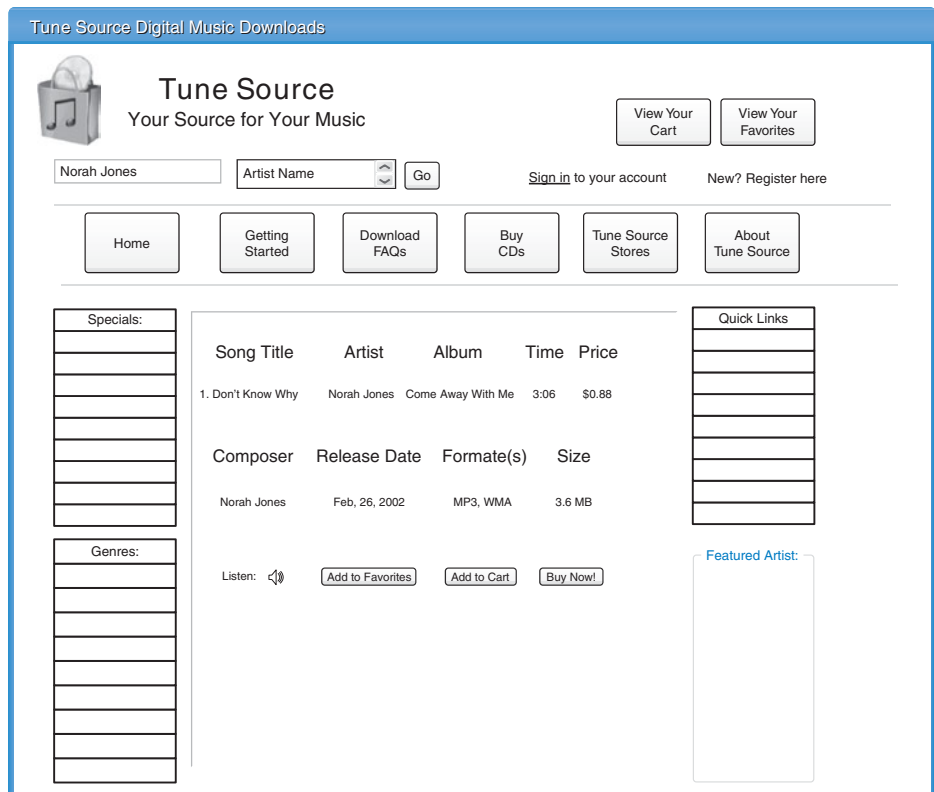 Tune Source Digital Music Downloads
Tune Source
Your Source for Your Music
View Your
Cart
View Your
Favorites
Norah Jones
Artist Name
Go
Sign in to your account
New? Register here
Home
Getting
Started
Download
FAQs
Buy
CDs
Tune Source
Stores
About
Tune Source
Specials:
Genres:
Song Title Artist Album Time Price
1. Don't Know Why Norah Jones Come Away With Me 3:06 $0.88
Composer Release Date Formate(s) Size
Norah Jones Feb, 26, 2002 MP3, WMA 3.6 MB
Listen: Add to Favorites Add to Cart Buy Now!
Quick Links
Featured Artist: